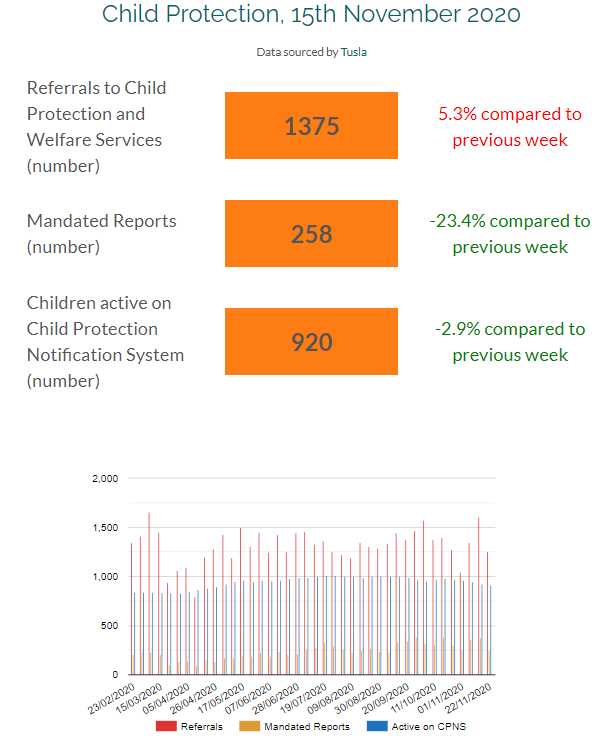 Child Protection, 15th November 2020
Data sourced by Tusla
Referrals to Child
Protection and
Welfare Services
(number)
1375
5.3% compared to
previous week
Mandated Reports
(number)
258
-23.4% compared to
previous week
Children active on
Child Protection
Notification System
(number)
920
-2.9% compared to
previous week
2,000
1,500
1,000
500
0
23/02/2020
15/03/2020
05/04/2020
26/04/2020
17/05/2020
07/06/2020
28/06/2020
19/07/2020
09/08/2020
30/08/2020
20/09/2020
11/10/2020
01/11/2020
22/11/2020
Referrals
Mandated Reports
Active on CPNS